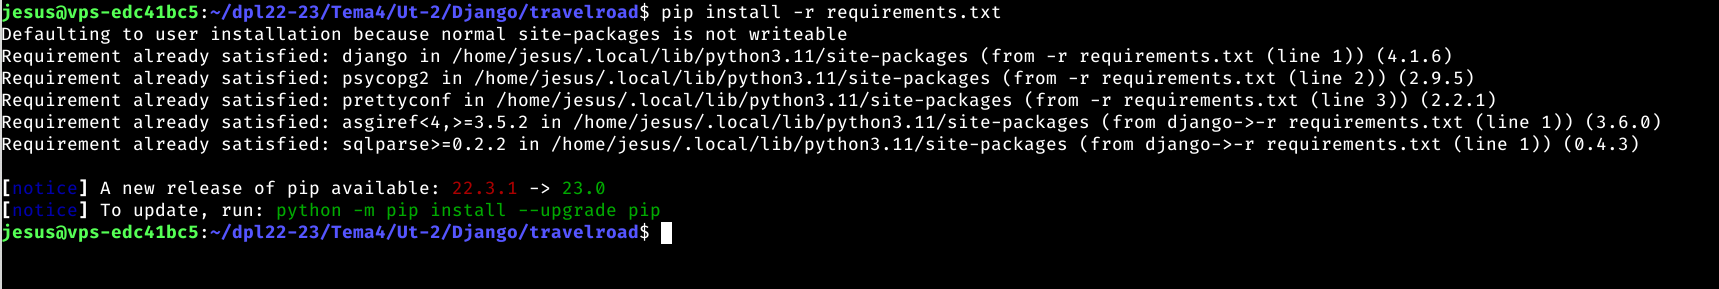 jesus@vps-edc41bc5:~/dpl22-23/Tema4/Ut-2/Django/travelroad$ pip install -r requirements.txt
Defaulting to user installation because normal site-packages is not writeable
Requirement already satisfied: django in /home/jesus/.local/lib/python3.11/site-packages (from -r requirements.txt (line 1)) (4.1.6)
Requirement already satisfied: psycopg2 in /home/jesus/.local/lib/python3.11/site-packages (from -r requirements.txt (line 2)) (2.9.5)
Requirement already satisfied: prettyconf in /home/jesus/.local/lib/python3.11/site-packages (from -r requirements.txt (line 3)) (2.2.1)
Requirement already satisfied: asgiref<4,>=3.5.2 in /home/jesus/.local/lib/python3.11/site-packages (from django->-r requirements.txt (line 1)) (3.6.0)
Requirement already satisfied: sqlparse>=0.2.2 in /home/jesus/.local/lib/python3.11/site-packages (from django->-r requirements.txt (line 1)) (0.4.3)
[notice] A new release of pip available: 22.3.1 -> 23.0
[notice] To update, run: python -m pip install --upgrade pip
jesus@vps-edc41bc5:~/dpl22-23/Tema4/Ut-2/Django/travelroad$